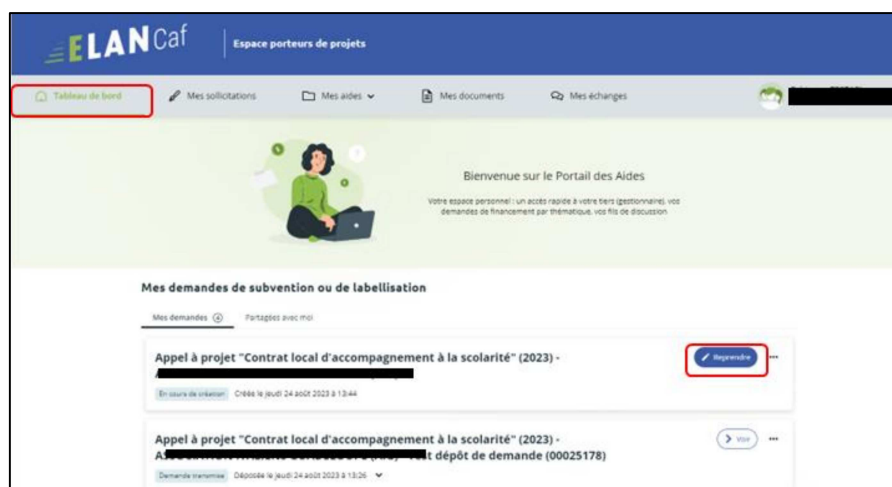 ELAN Caf
Espace porteurs de projets
Tableau de bord
Mes sollicitations
Mes aides
Mes documents
Mes échanges
Bienvenue sur le Portail des Aides
Votre espace personnel : un accès rapide à votre tiers (gestionnaire), vos
demandes de financement par thématique, vos fils de discussion
Mes demandes de subvention ou de labellisation
Mes demandes 4
Partagées avec moi
Appel à projet "Contrat local d'accompagnement à la scolarité" (2023) -
Reprendre
En cours de création Créée le jeudi 24 août 2023 à 13:44
Appel à projet "Contrat local d'accompagnement à la scolarité" (2023) -
Voir
dépôt de demande (00025178)
Demande transmise Déposée le jeudi 24 août 2023 à 13:26